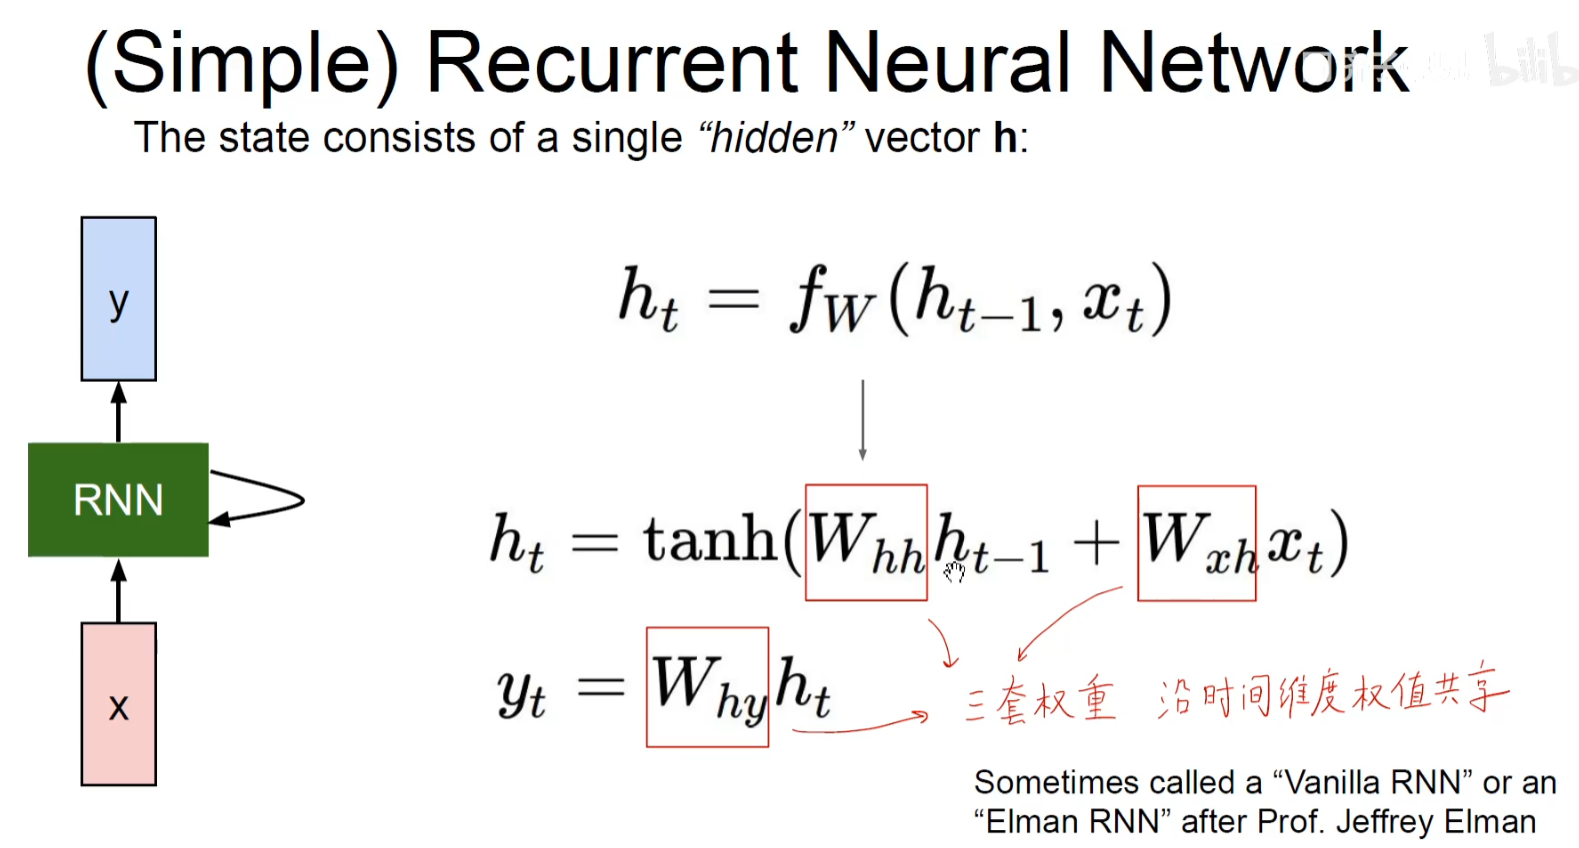 (Simple) Recurrent Neural Network
bilib
The state consists of a single “hidden” vector h:
y
h_t = f_W(h_{t-1}, x_t)
RNN
h_t = tanh(W_{hh}h_{t-1} + W_{xh}x_t)
y_t = W_{hy}h_t
三套权重 沿时间维度权值共享
x
Sometimes called a “Vanilla RNN” or an
“Elman RNN” after Prof. Jeffrey Elman